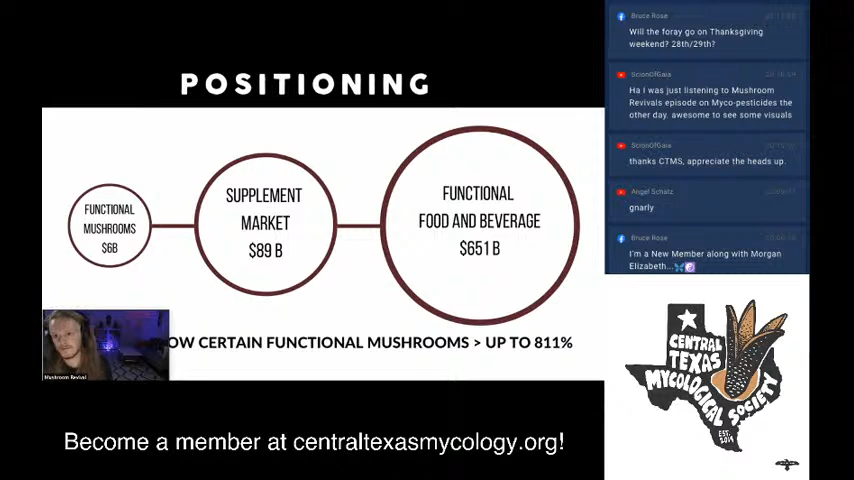 POSITIONING
FUNCTIONAL
MUSHROOMS
$6B
SUPPLEMENT
MARKET
$89 B
FUNCTIONAL
FOOD AND BEVERAGE
$651 B
OW CERTAIN FUNCTIONAL MUSHROOMS > UP TO 811%
Mushroom Revival
Become a member at centraltexasmycology.org!
Bruce Rose
Will the foray go on Thanksgiving
weekend? 28th/29th?
ScionOfGaia
Ha I was just listening to Mushroom
Revivals episode on Myco-pesticides the
other day. awesome to see some visuals
ScionOfGaia
thanks CTMS, appreciate the heads up.
Angel Schatz
gnarly
Bruce Rose
I'm a New Member along with Morgan
Elizabeth...
CENTRAL
TEXAS
MYCOLOGICAL SOCIETY
EST.
2019